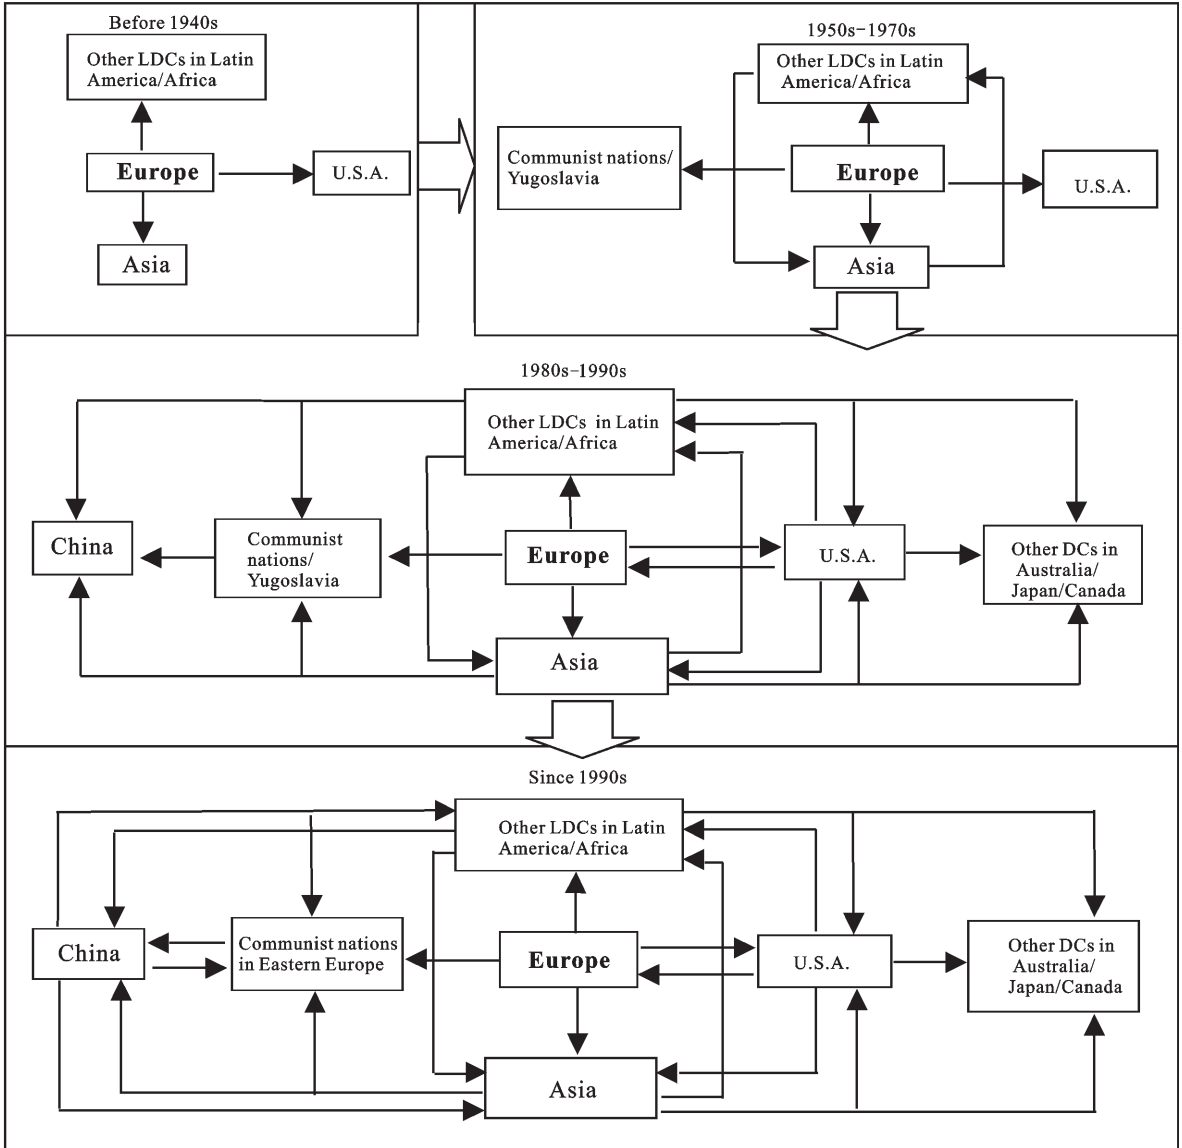 Before 1940s
Other LDCs in Latin
America/Africa
Europe
U.S.A.
Asia
1950s-1970s
Other LDCs in Latin
America/Africa
Communist nations/
Yugoslavia
Europe
U.S.A.
Asia
1980s-1990s
Other LDCs in Latin
America/Africa
China
Communist
nations/
Yugoslavia
Europe
U.S.A.
Other DCs in
Australia/
Japan/Canada
Asia
Since 1990s
Other LDCs in Latin
America/Africa
China
Communist nations
in Eastern Europe
Europe
U.S.A.
Other DCs in
Australia/
Japan/Canada
Asia